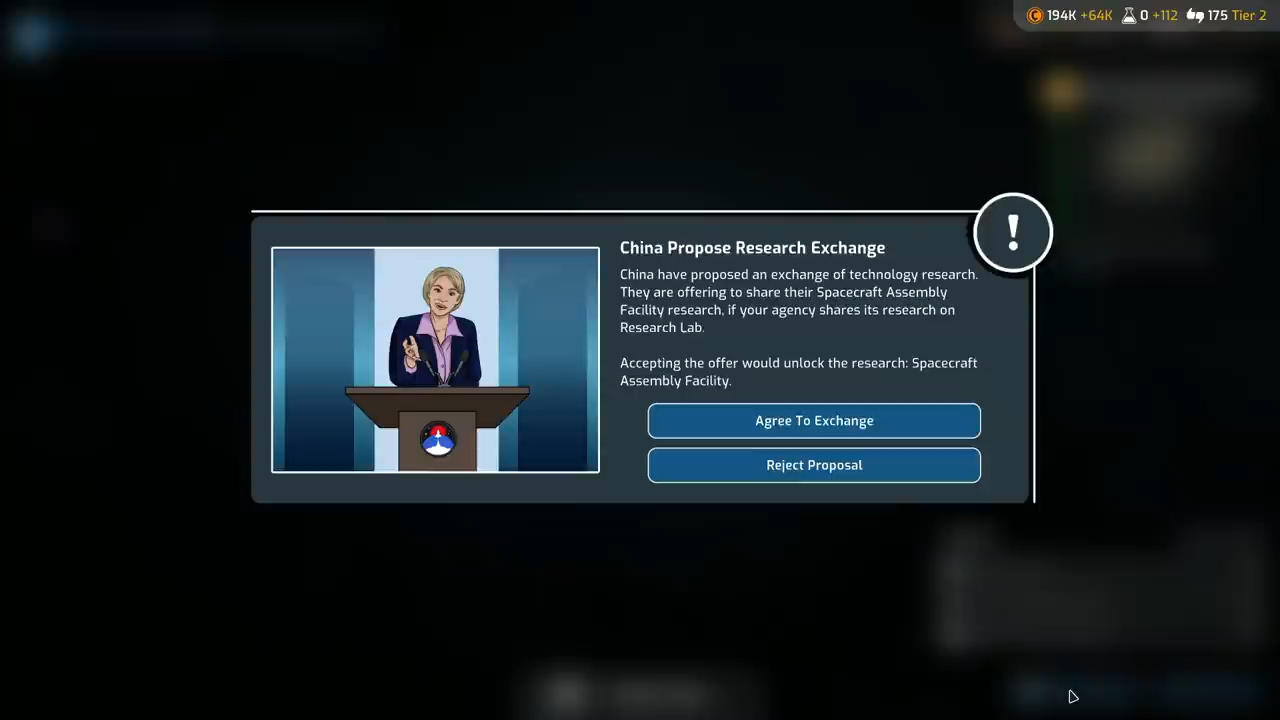 194K +64K 0 +112 175 Tier 2
China Propose Research Exchange
China have proposed an exchange of technology research.
They are offering to share their Spacecraft Assembly
Facility research, if your agency shares its research on
Research Lab.
Accepting the offer would unlock the research: Spacecraft
Assembly Facility.
Agree To Exchange
Reject Proposal